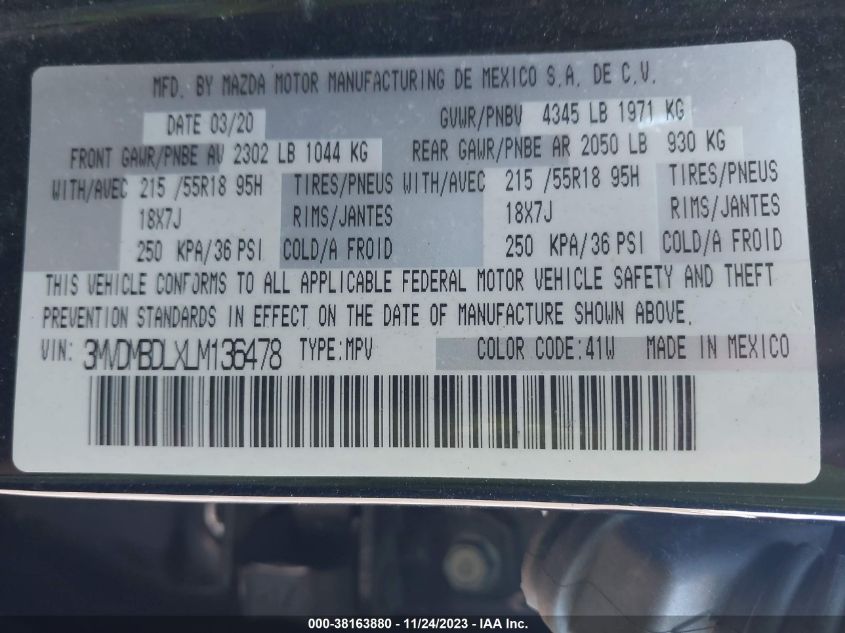 MFD. BY MAZDA MOTOR MANUFACTURING DE MEXICO S.A. DE C.V.
DATE 03/20 GVWR/PNBV 4345 LB 1971 KG
FRONT GAWR/PNBE AV 2302 LB 1044 KG REAR GAWR/PNBE AR 2050 LB 930 KG
WITH/AVEC 215 /55R18 95H TIRES/PNEUS WITH/AVEC 215 /55R18 95H TIRES/PNEUS
18X7J RIMS/JANTES 18X7J RIMS/JANTES
250 KPA/36 PSI COLD/A FROID 250 KPA/36 PSI COLD/A FROID
THIS VEHICLE CONFORMS TO ALL APPLICABLE FEDERAL MOTOR VEHICLE SAFETY AND THEFT
PREVENTION STANDARDS IN EFFECT ON THE DATE OF MANUFACTURE SHOWN ABOVE.
VIN: 3MVDMBDLXLM136478 TYPE:MPV COLOR CODE:41W MADE IN MEXICO
000-38163880 - 11/24/2023 - IAA Inc.